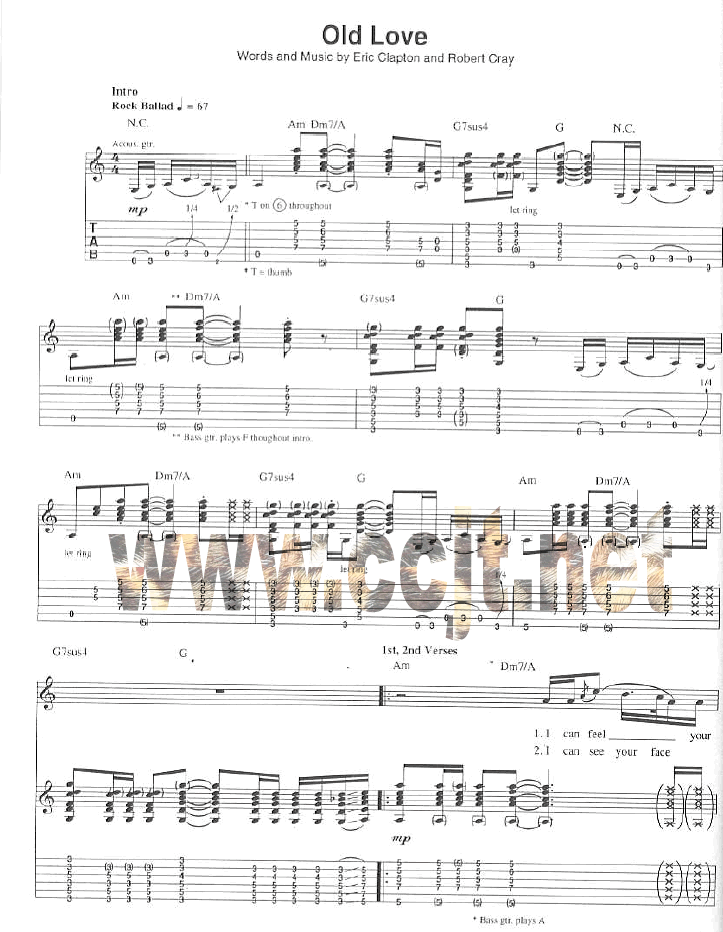 Old Love
Words and Music by Eric Clapton and Robert Cray
Intro
Rock Ballad ♩ = 67
N.C. Am Dm7/A G7sus4 G N.C.
Acous. gtr.
mp 1/4 1/2 * T on ⑥ throughout let ring
T
A
B
* T = thumb
Am ** Dm7/A G7sus4 G
let ring 1/4
** Bass gtr. plays F thoughout intro.
Am Dm7/A G7sus4 G Am Dm7/A
let ring let ring 1/4
www.ccjt.net
G7sus4 G 1st, 2nd Verses
Am * Dm7/A
1. I can feel your
2. I can see your face
mp
* Bass gtr. plays A